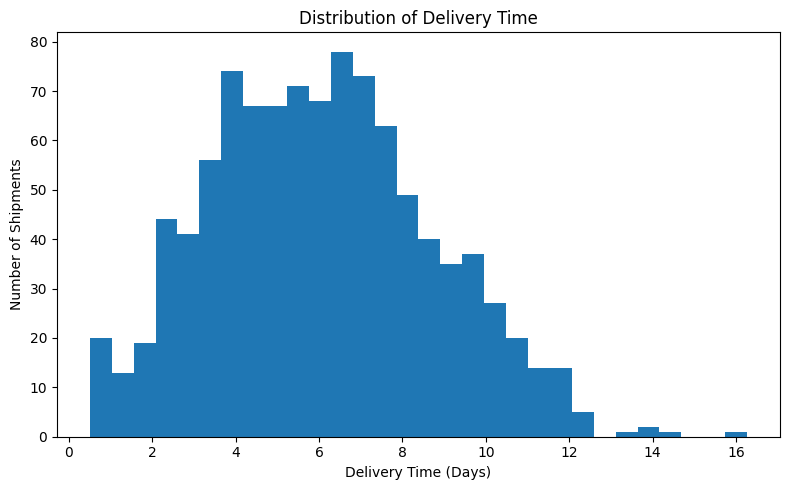 Distribution of Delivery Time
80
70
60
50
40
30
20
10
0
Number of Shipments
0 2 4 6 8 10 12 14 16
Delivery Time (Days)